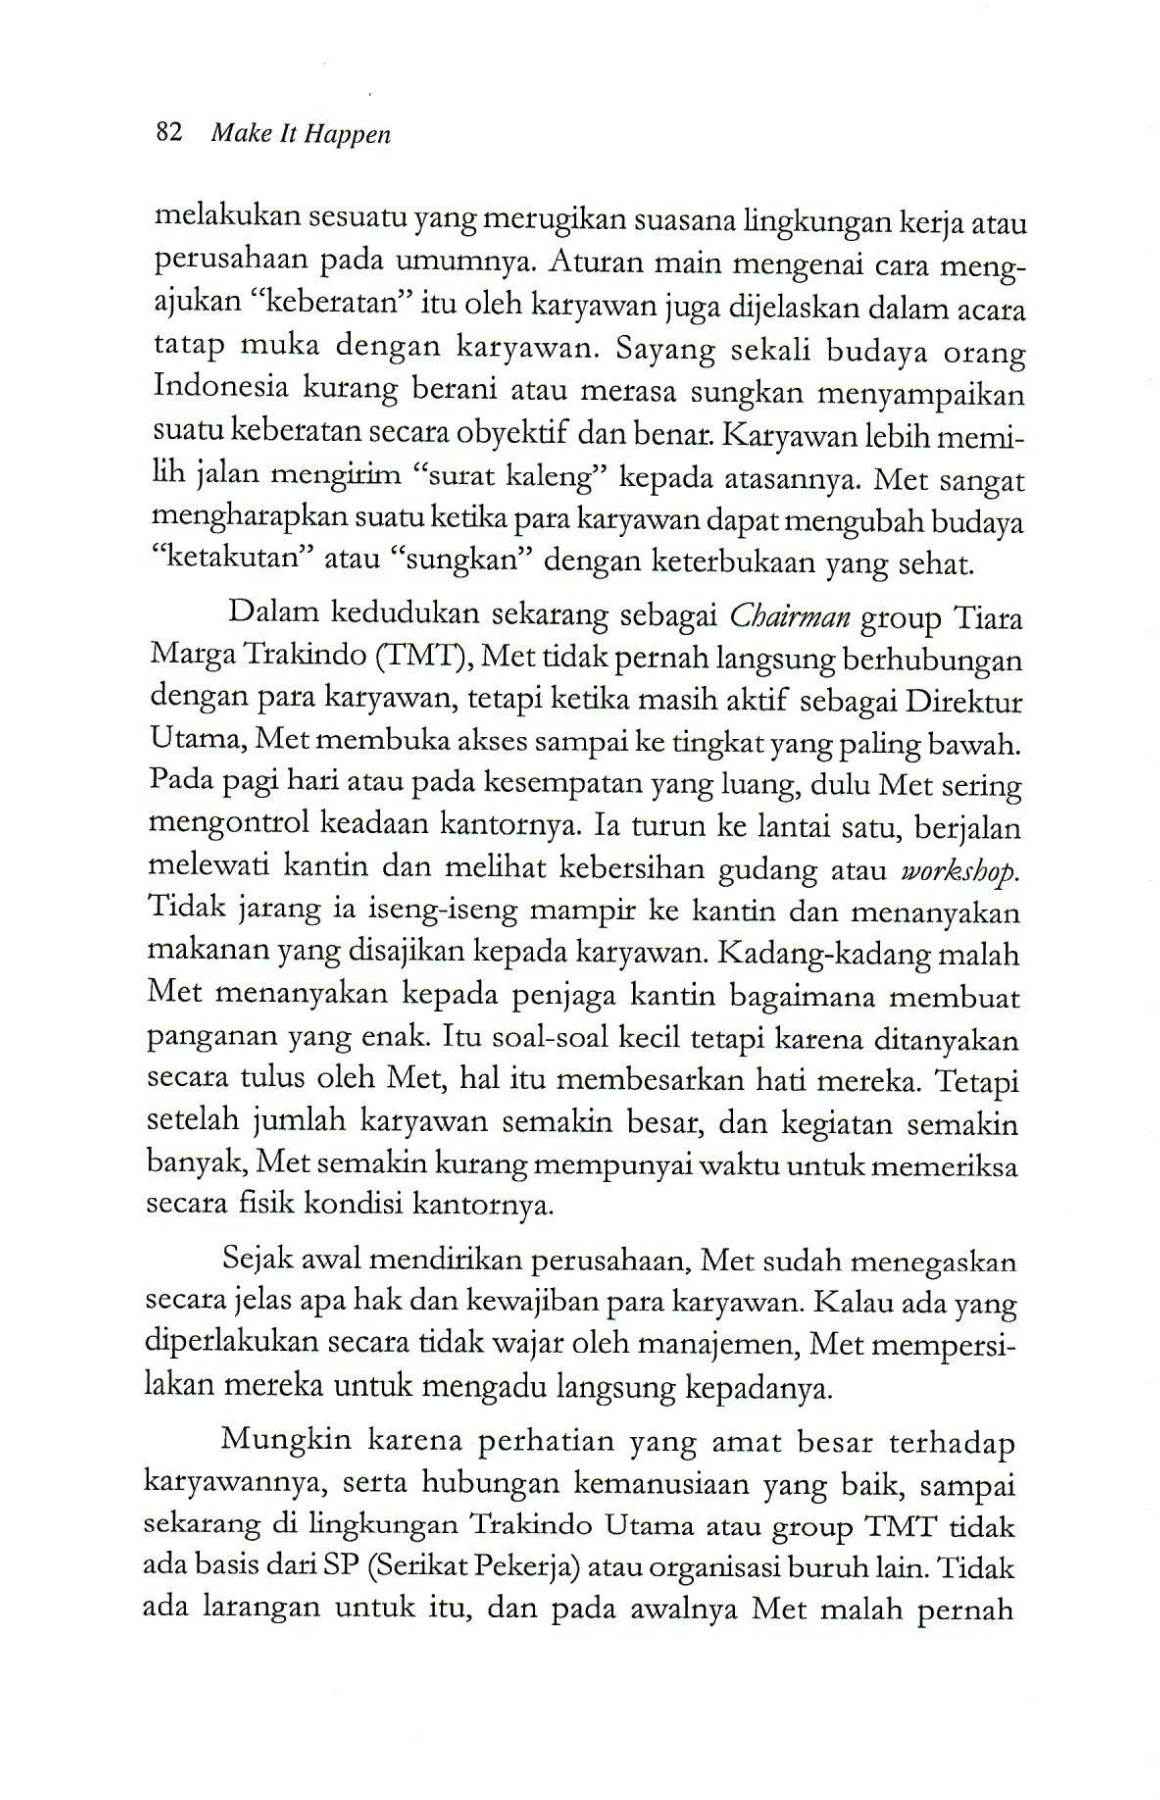 82 Make It Happen
melakukan sesuatu yang merugikan suasana lingkungan kerja atau
perusahaan pada umumnya. Aturan main mengenai cara meng-
ajukan “keberatan” itu oleh karyawan juga dijelaskan dalam acara
tatap muka dengan karyawan. Sayang sekali budaya orang
Indonesia kurang berani atau merasa sungkan menyampaikan
suatu keberatan secara obyektif dan benar. Karyawan lebih memi-
lih jalan mengirim “surat kaleng” kepada atasannya. Met sangat
mengharapkan suatu ketika para karyawan dapat mengubah budaya
“ketakutan” atau “sungkan” dengan keterbukaan yang sehat.
Dalam kedudukan sekarang sebagai Chairman group Tiara
Marga Trakindo (TMT), Met tidak pernah langsung berhubungan
dengan para karyawan, tetapi ketika masih aktif sebagai Direktur
Utama, Met membuka akses sampai ke tingkat yang paling bawah.
Pada pagi hari atau pada kesempatan yang luang, dulu Met sering
mengontrol keadaan kantornya. Ia turun ke lantai satu, berjalan
melewati kantin dan melihat kebersihan gudang atau workshop.
Tidak jarang ia iseng-iseng mampir ke kantin dan menanyakan
makanan yang disajikan kepada karyawan. Kadang-kadang malah
Met menanyakan kepada penjaga kantin bagaimana membuat
panganan yang enak. Itu soal-soal kecil tetapi karena ditanyakan
secara tulus oleh Met, hal itu membesarkan hati mereka. Tetapi
setelah jumlah karyawan semakin besar, dan kegiatan semakin
banyak, Met semakin kurang mempunyai waktu untuk memeriksa
secara fisik kondisi kantornya.
Sejak awal mendirikan perusahaan, Met sudah menegaskan
secara jelas apa hak dan kewajiban para karyawan. Kalau ada yang
diperlakukan secara tidak wajar oleh manajemen, Met mempersi-
lakan mereka untuk mengadu langsung kepadanya.
Mungkin karena perhatian yang amat besar terhadap
karyawannya, serta hubungan kemanusiaan yang baik, sampai
sekarang di lingkungan Trakindo Utama atau group TMT tidak
ada basis dari SP (Serikat Pekerja) atau organisasi buruh lain. Tidak
ada larangan untuk itu, dan pada awalnya Met malah pernah